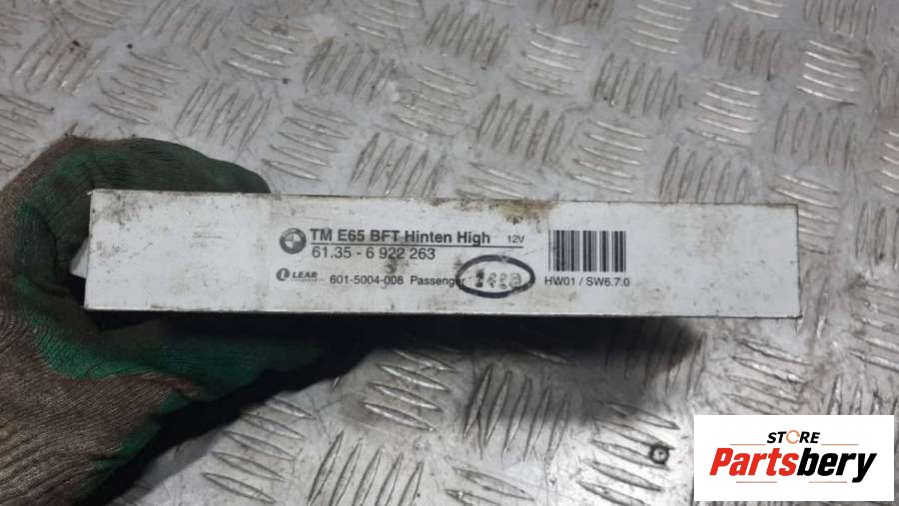 TM E65 BFT Hinten High 12V
61.35 - 6 922 263
LEAR
601-5004-008 Passenger
HW01 / SW6.7.0
STORE
Partsbery